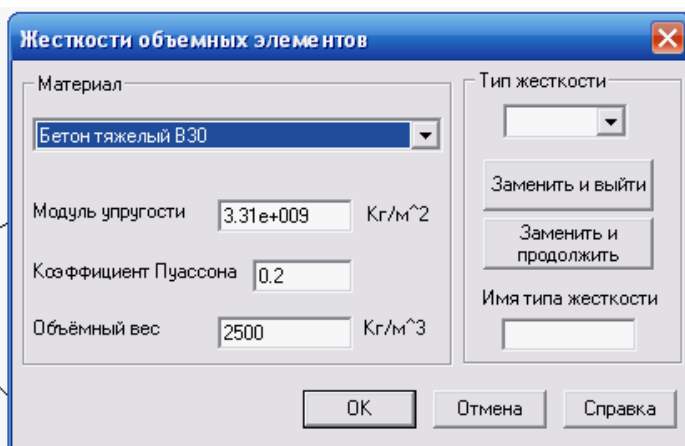 Жесткости объемных элементов
Материал
Бетон тяжелый В30
Модуль упругости 3.31e+009 Кг/м^2
Коэффициент Пуассона 0.2
Объёмный вес 2500 Кг/м^3
Тип жесткости
Заменить и выйти
Заменить и
продолжить
Имя типа жесткости
OK Отмена Справка